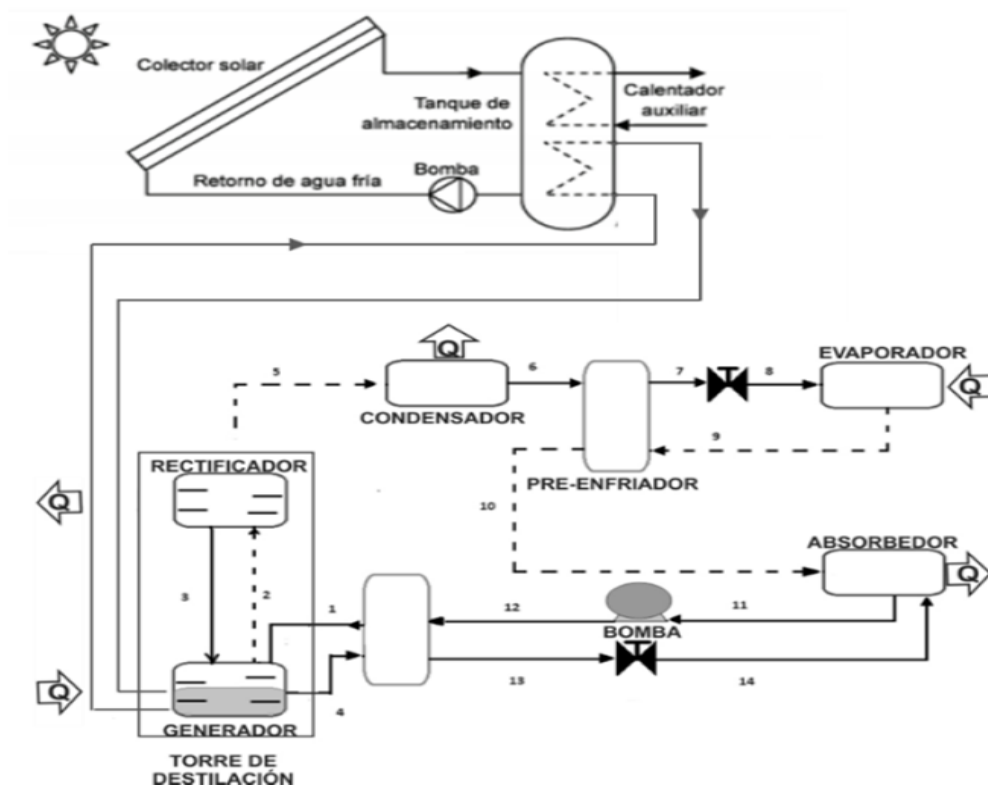 Colector solar
Tanque de
almacenamiento
Calentador
auxiliar
Retorno de agua fría
Bomba
Q
5
CONDENSADOR
6
7
8
EVAPORADOR
Q
9
PRE-ENFRIADOR
10
RECTIFICADOR
Q
3
2
1
12
BOMBA
11
ABSORBEDOR
Q
13
14
Q
4
GENERADOR
TORRE DE
DESTILACIÓN